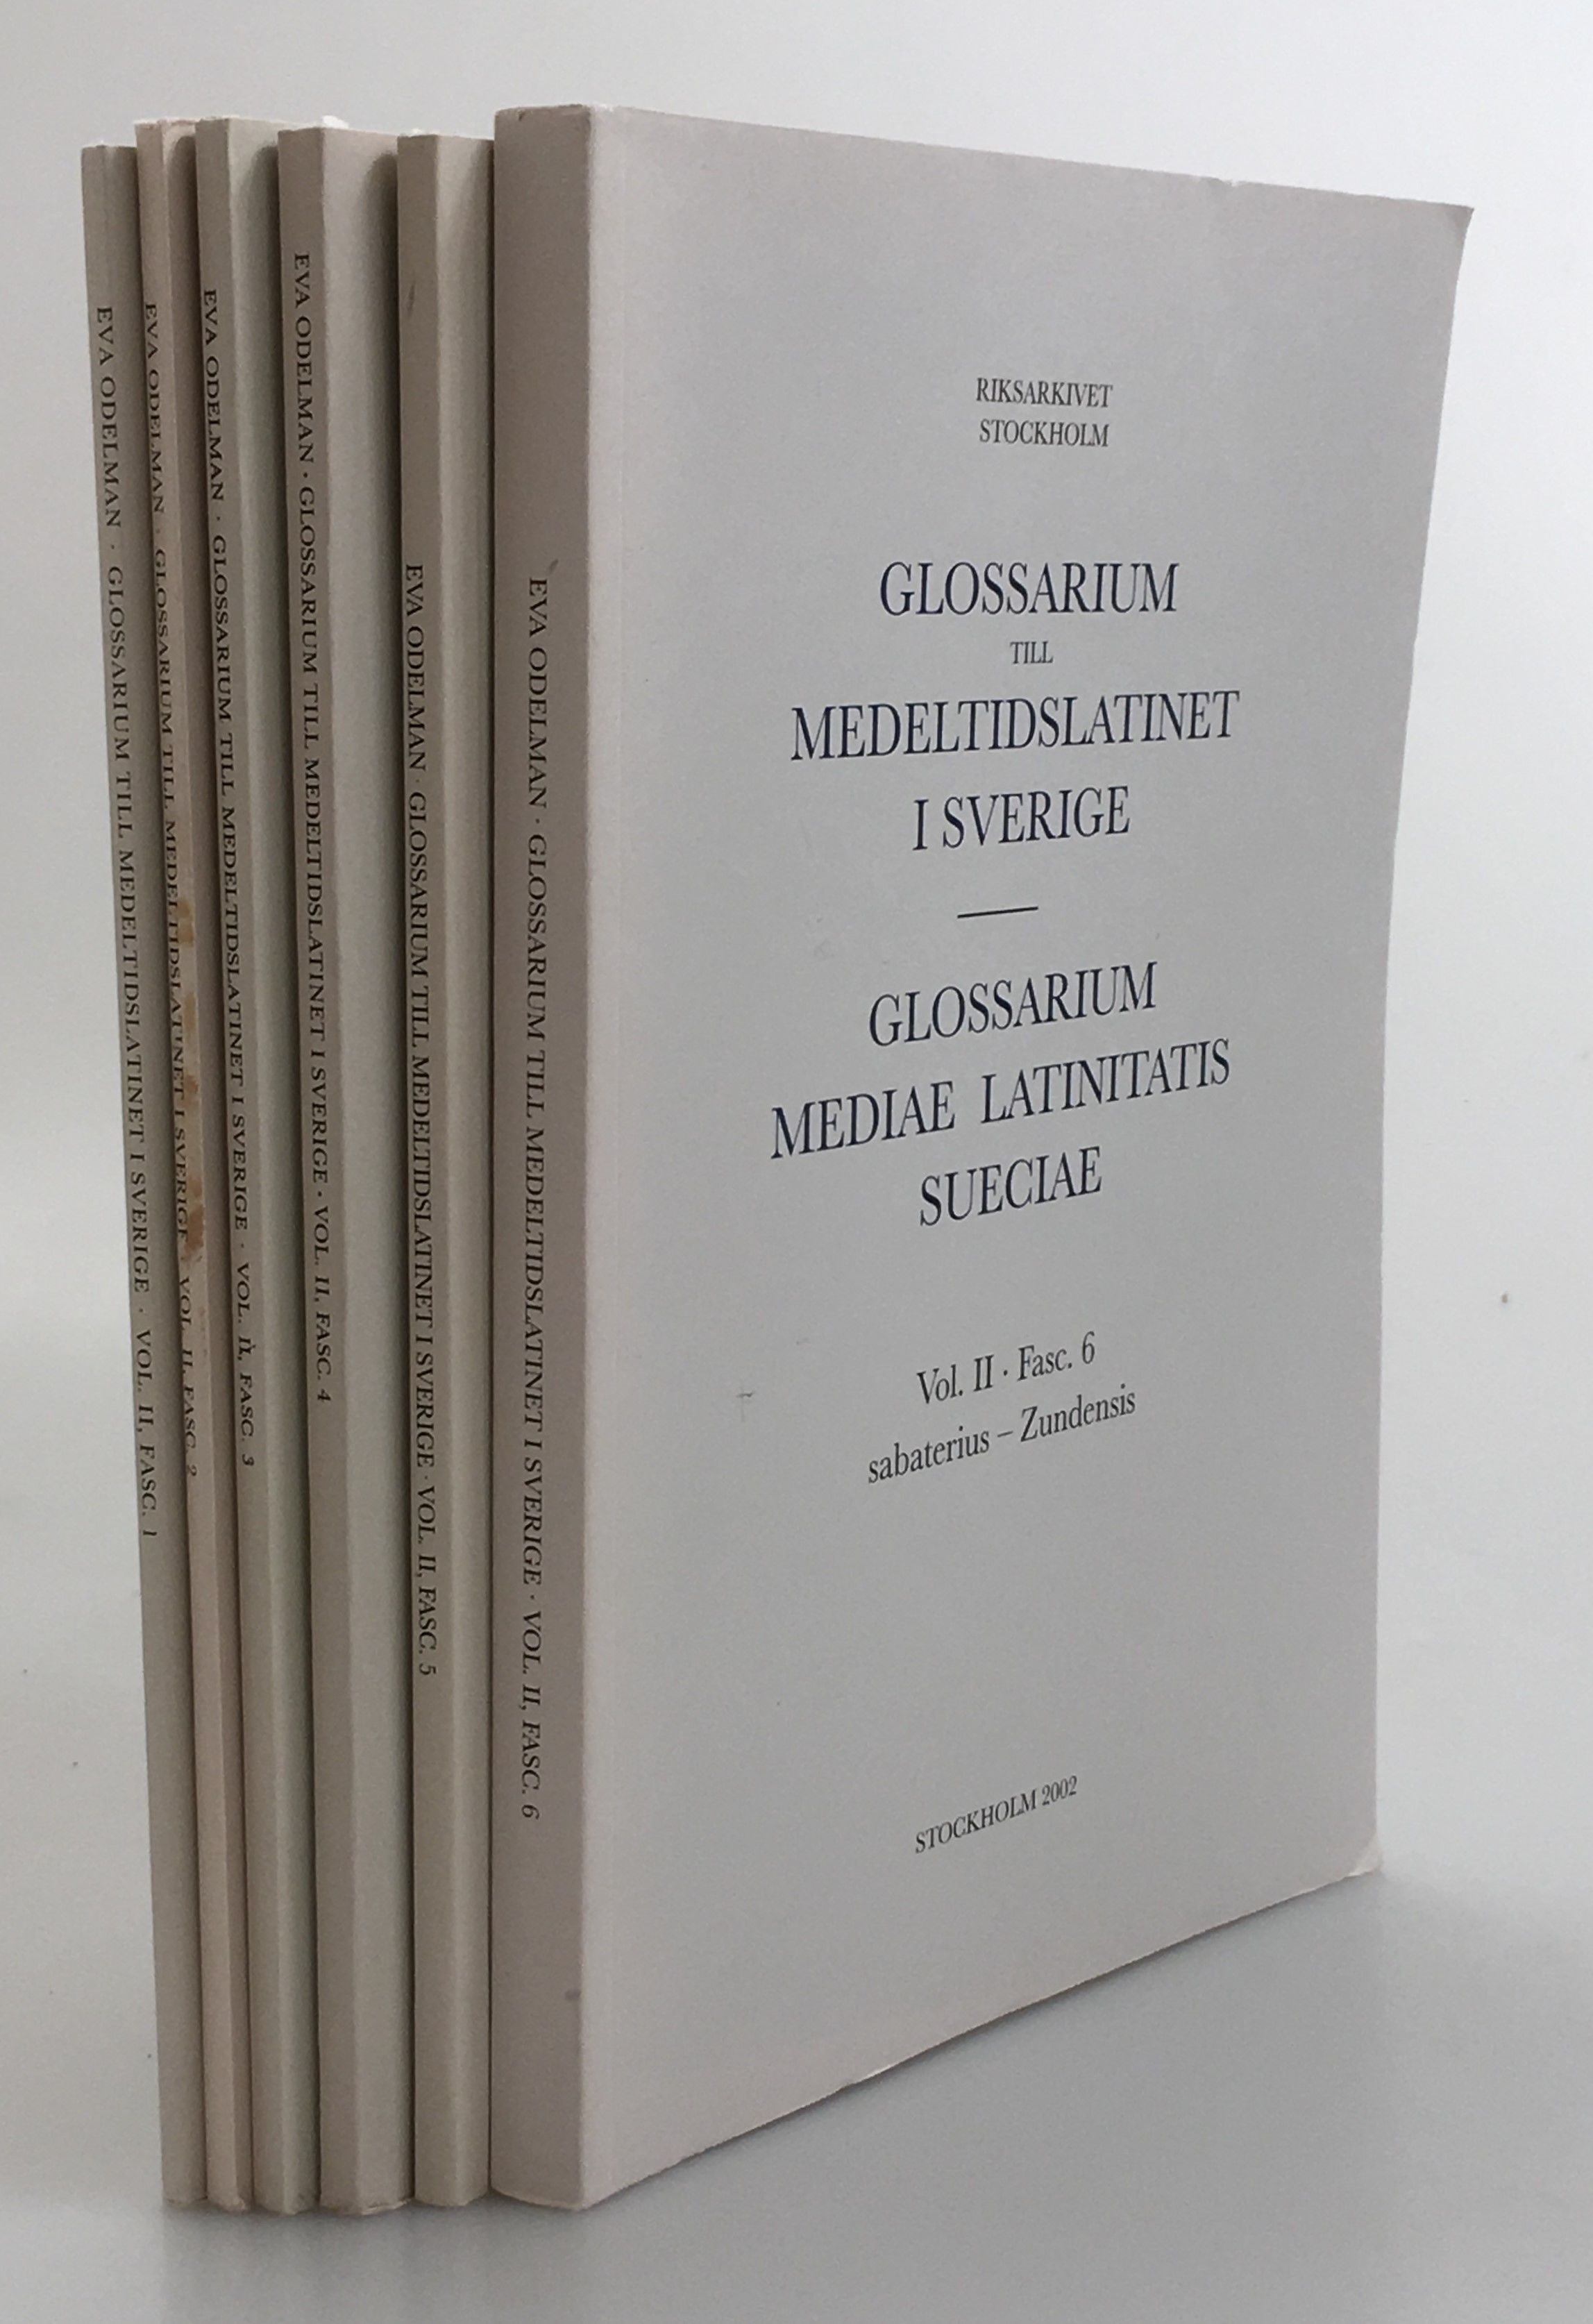 EVA ODELMAN · GLOSSARIUM TILL MEDELTIDSLATINET I SVERIGE · VOL. II, FASC. 1
EVA ODELMAN · GLOSSARIUM TILL MEDELTIDSLATINET I SVERIGE · VOL. II, FASC. 2
EVA ODELMAN · GLOSSARIUM TILL MEDELTIDSLATINET I SVERIGE · VOL. II, FASC. 3
EVA ODELMAN · GLOSSARIUM TILL MEDELTIDSLATINET I SVERIGE · VOL. II, FASC. 4
EVA ODELMAN · GLOSSARIUM TILL MEDELTIDSLATINET I SVERIGE · VOL. II, FASC. 5
EVA ODELMAN · GLOSSARIUM TILL MEDELTIDSLATINET I SVERIGE · VOL. II, FASC. 6
RIKSARKIVET
STOCKHOLM
GLOSSARIUM
TILL
MEDELTIDSLATINET
I SVERIGE
GLOSSARIUM
MEDIAE LATINITATIS
SUECIAE
Vol. II · Fasc. 6
sabaterius – Zundensis
STOCKHOLM 2002